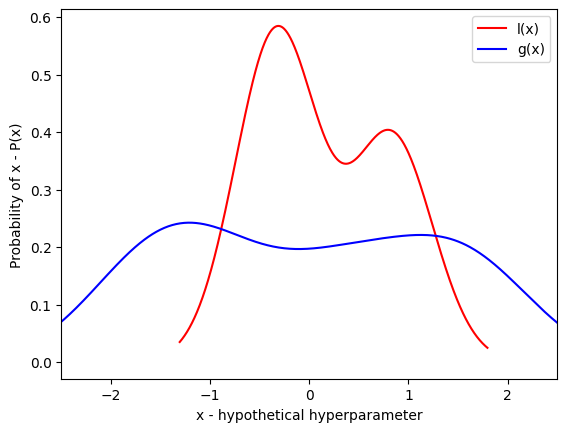 0.6
0.5
0.4
0.3
0.2
0.1
0.0
Probability of x - P(x)
l(x)
g(x)
−2 −1 0 1 2
x - hypothetical hyperparameter